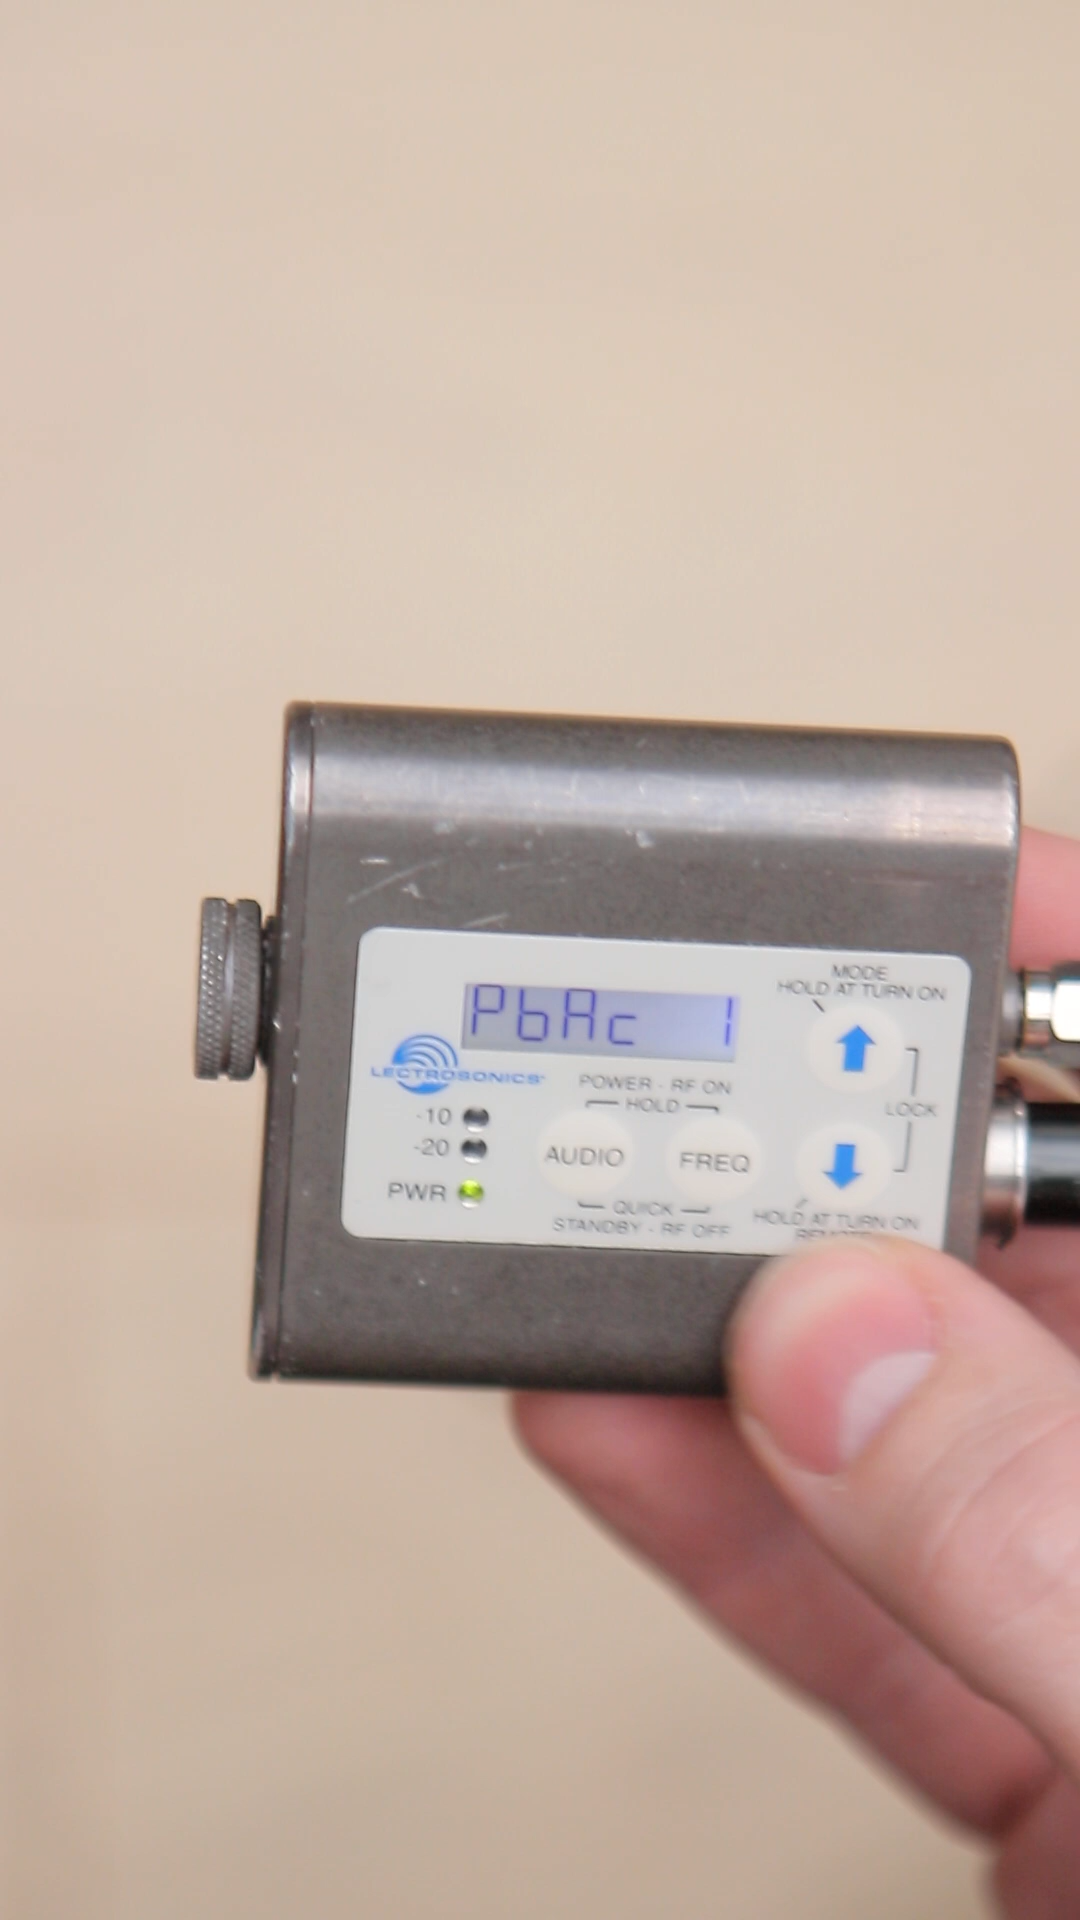 MODE
HOLD AT TURN ON
PbAc 1
LECTROSONICS
POWER - RF ON
HOLD
LOCK
-10
-20
AUDIO
FREQ
PWR
QUICK
STANDBY - RF OFF
HOLD AT TURN ON
REMOTE